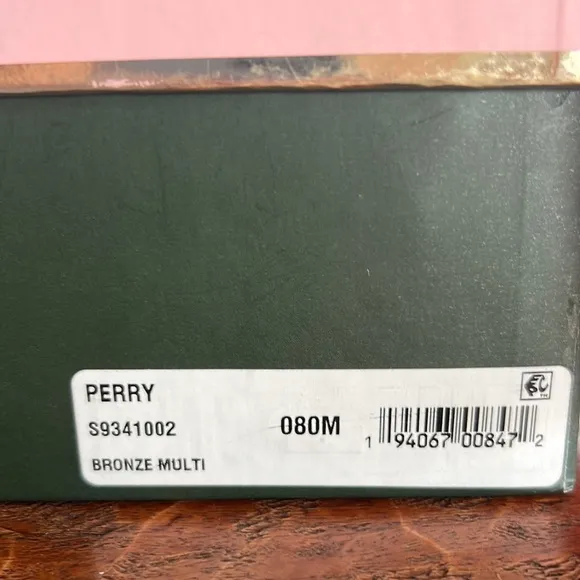 PERRY
S9341002
080M
BRONZE MULTI
1 94067 00847 2